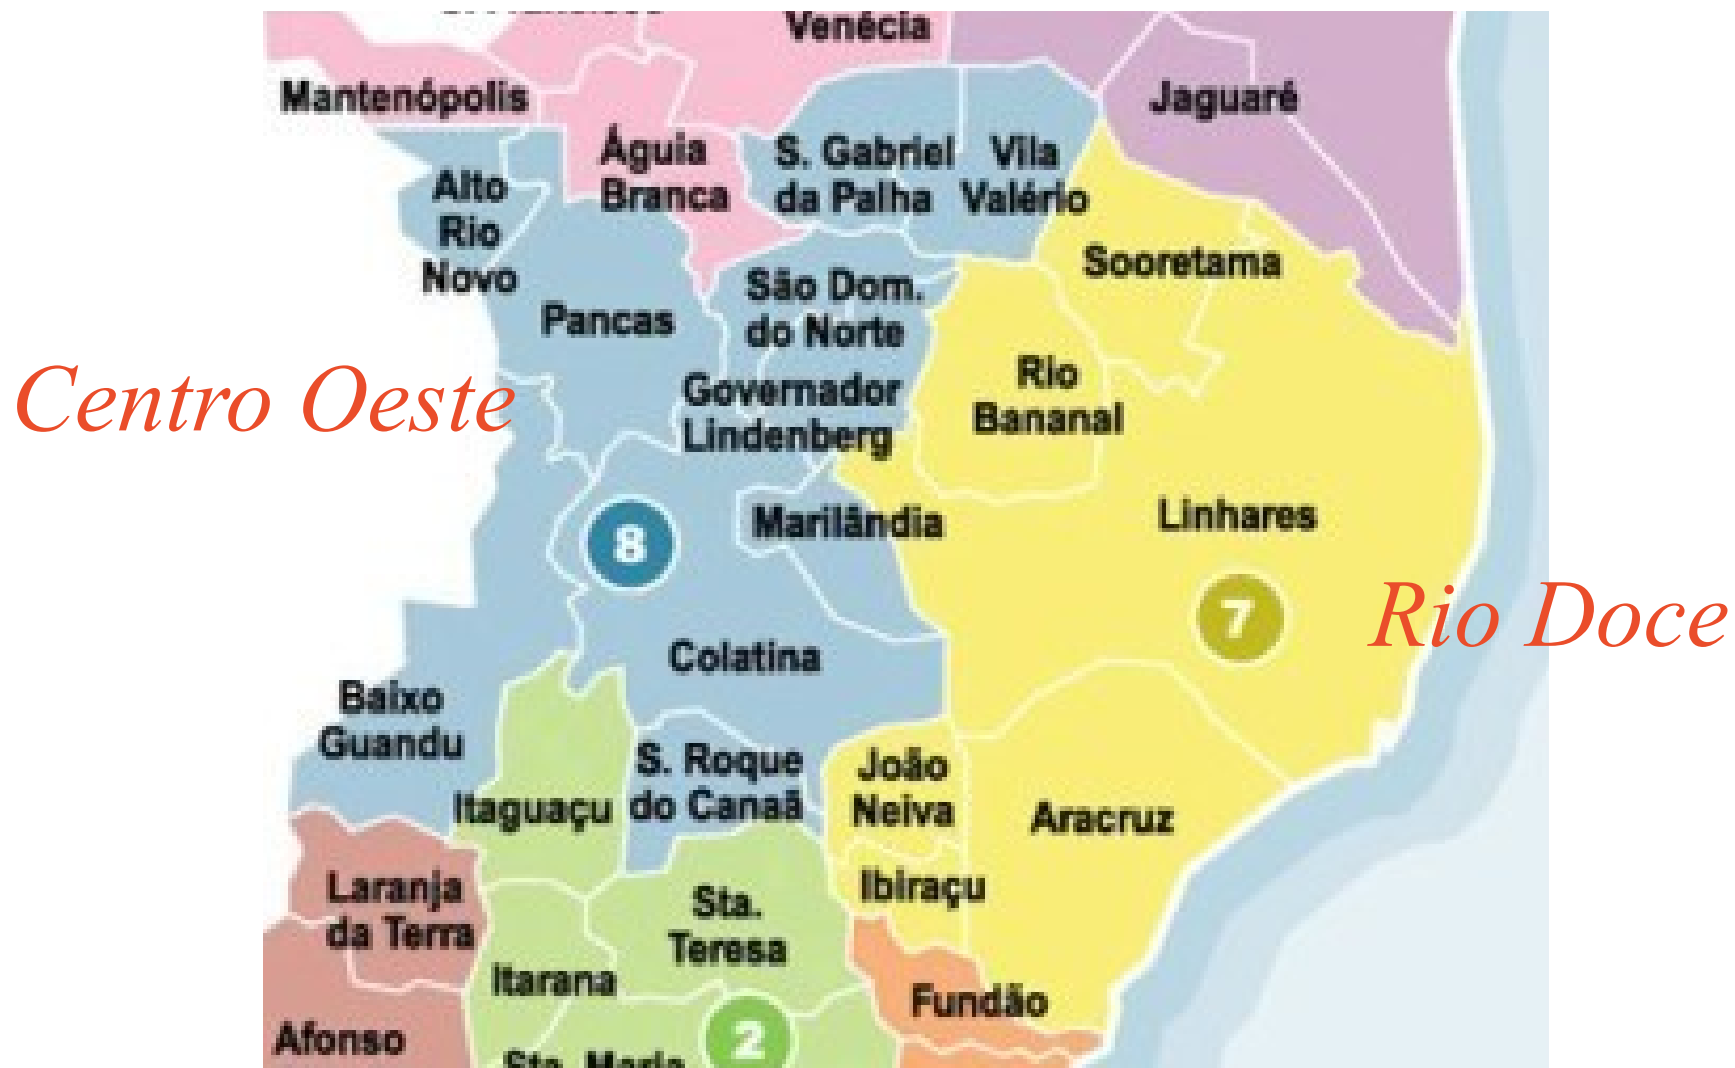 Venécia
Mantenópolis
Jaguaré
Águia
Branca
S. Gabriel
da Palha
Vila
Valério
Alto
Rio
Novo
Sooretama
São Dom.
do Norte
Pancas
Centro Oeste
Governador
Lindenberg
Rio
Bananal
Marilândia
Linhares
8
7
Rio Doce
Colatina
Baixo
Guandu
S. Roque
do Canaã
João
Neiva
Itaguaçu
Aracruz
Laranja
da Terra
Ibiraçu
Sta.
Teresa
Itarana
Fundão
2
Afonso
Sta. Maria